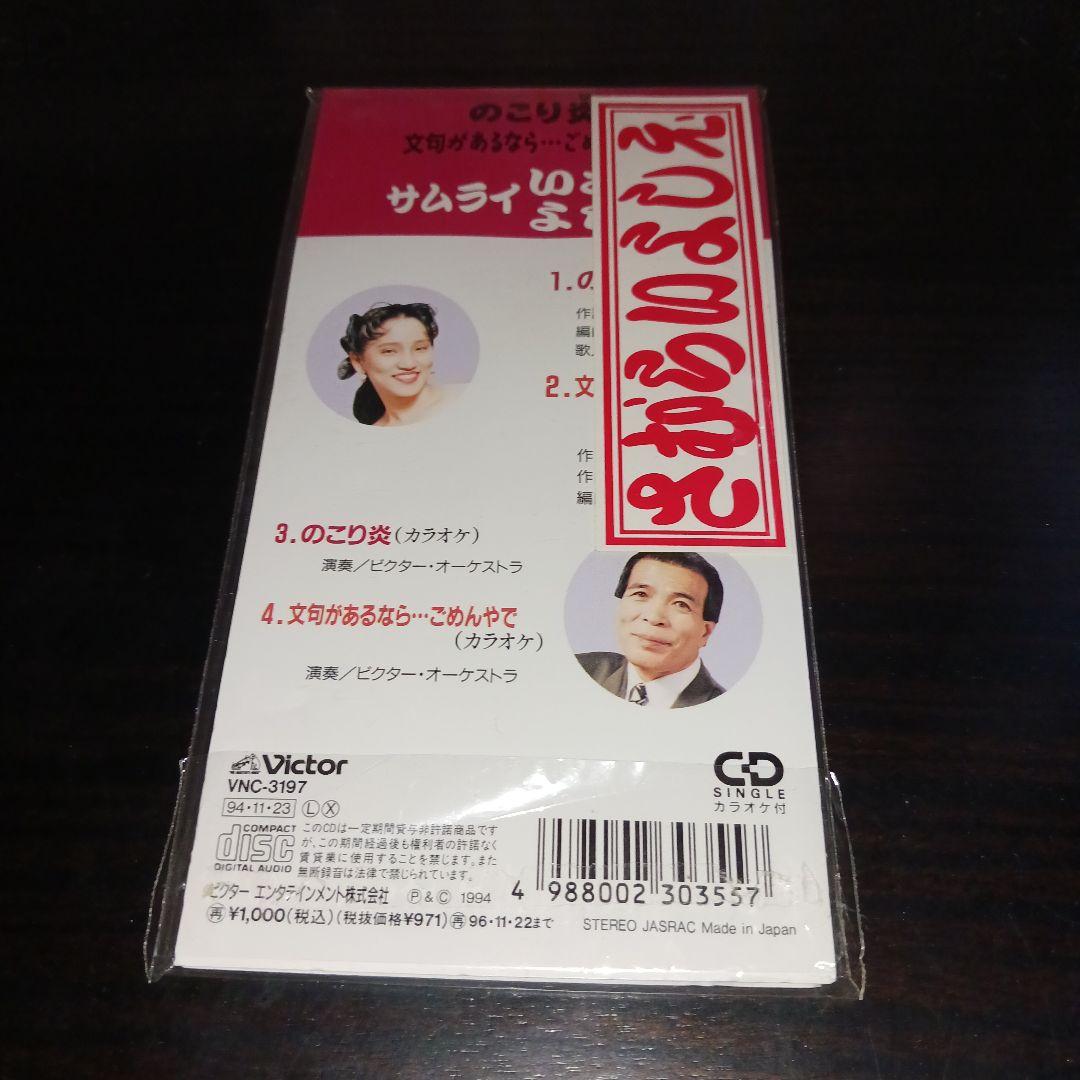 のこり炎
文句があるなら…ごめ
サムライ
1.の
作
編
歌
2.文
作
作
編
3.のこり炎(カラオケ)
演奏／ビクター・オーケストラ
4.文句があるなら…ごめんやで
(カラオケ)
演奏／ビクター・オーケストラ
Victor
VNC-3197
94・11・23 L X
COMPACT
disc
DIGITAL AUDIO
このCDは一定期間貸与非許諾商品です
が、この期間経過後も権利者の許諾なく
賃貸業に使用することを禁じます。また
無断録音は法律で禁じられています。
ビクター エンタテインメント株式会社 Ⓟ&Ⓒ 1994
再¥1,000(税込)(税抜価格¥971)再96・11・22まで
CD
SINGLE
カラオケ付
4 988002 303557
STEREO JASRAC Made in Japan